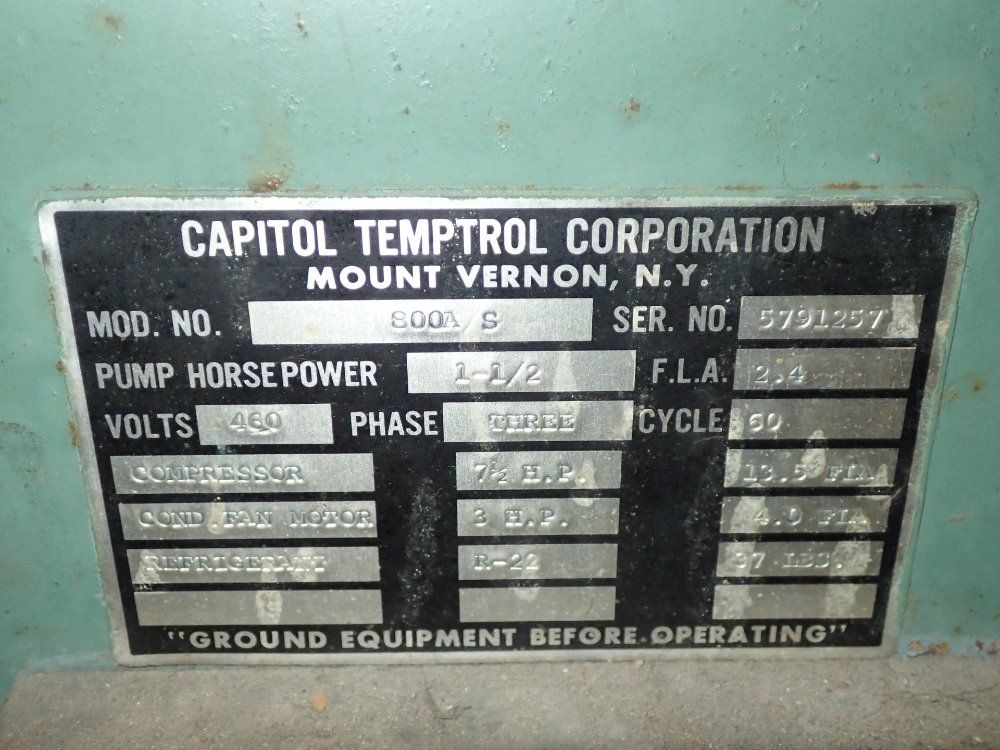 CAPITOL TEMPTROL CORPORATION
MOUNT VERNON, N.Y.
MOD. NO. 800A/S SER. NO. 5791257
PUMP HORSEPOWER 1-1/2 F.L.A. 2.4
VOLTS 460 PHASE THREE CYCLE 60
COMPRESSOR 7½ H.P. 13.5 FLA
COND.FAN MOTOR 3 H.P. 4.0 FLA
REFRIGERANT R-22 37 LBS.
"GROUND EQUIPMENT BEFORE OPERATING"